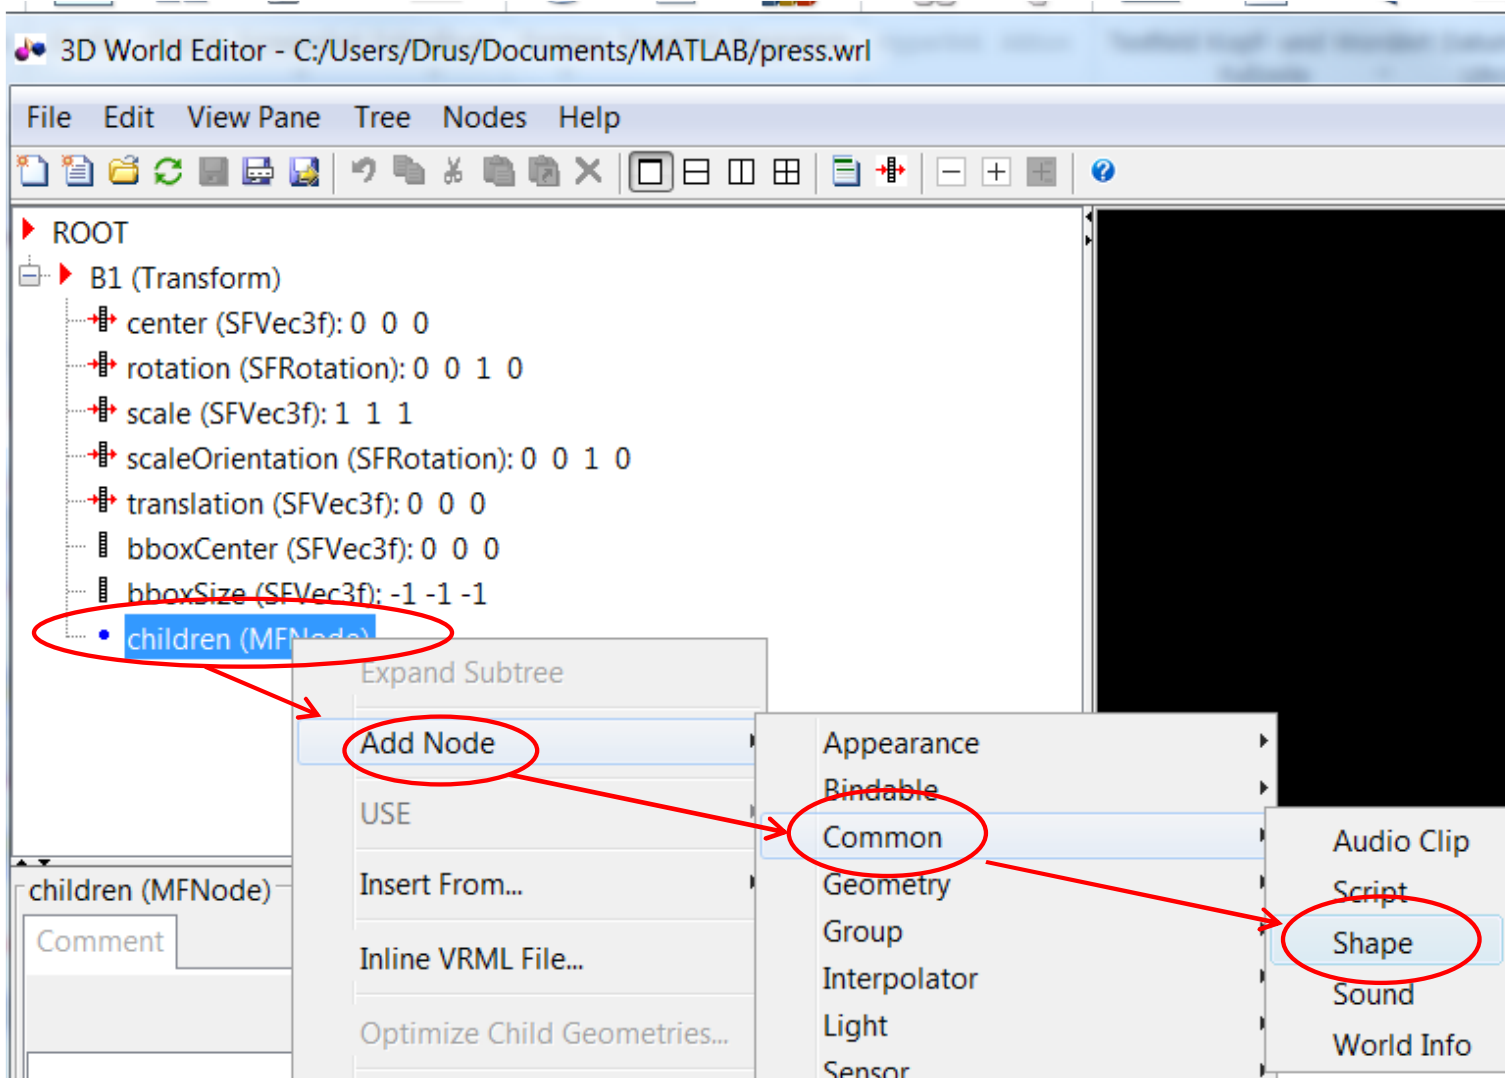 3D World Editor - C:/Users/Drus/Documents/MATLAB/press.wrl
File Edit View Pane Tree Nodes Help
ROOT
B1 (Transform)
center (SFVec3f): 0 0 0
rotation (SFRotation): 0 0 1 0
scale (SFVec3f): 1 1 1
scaleOrientation (SFRotation): 0 0 1 0
translation (SFVec3f): 0 0 0
bboxCenter (SFVec3f): 0 0 0
bboxSize (SFVec3f): -1 -1 -1
children (MFNode)
Expand Subtree
Add Node
USE
Insert From...
Inline VRML File...
Optimize Child Geometries...
Appearance
Bindable
Common
Geometry
Group
Interpolator
Light
Sensor
Audio Clip
Script
Shape
Sound
World Info
children (MFNode)
Comment